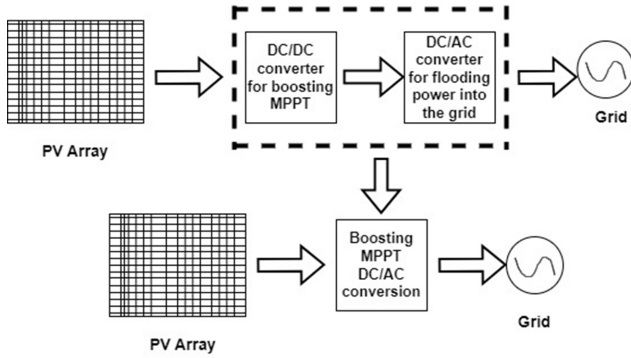 DC/DC
converter
for boosting
MPPT
DC/AC
converter
for flooding
power into
the grid
Grid
PV Array
Boosting
MPPT
DC/AC
conversion
Grid
PV Array